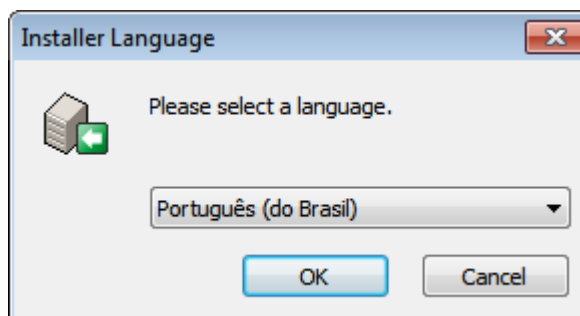 Installer Language
Please select a language.
Português (do Brasil)
OK
Cancel